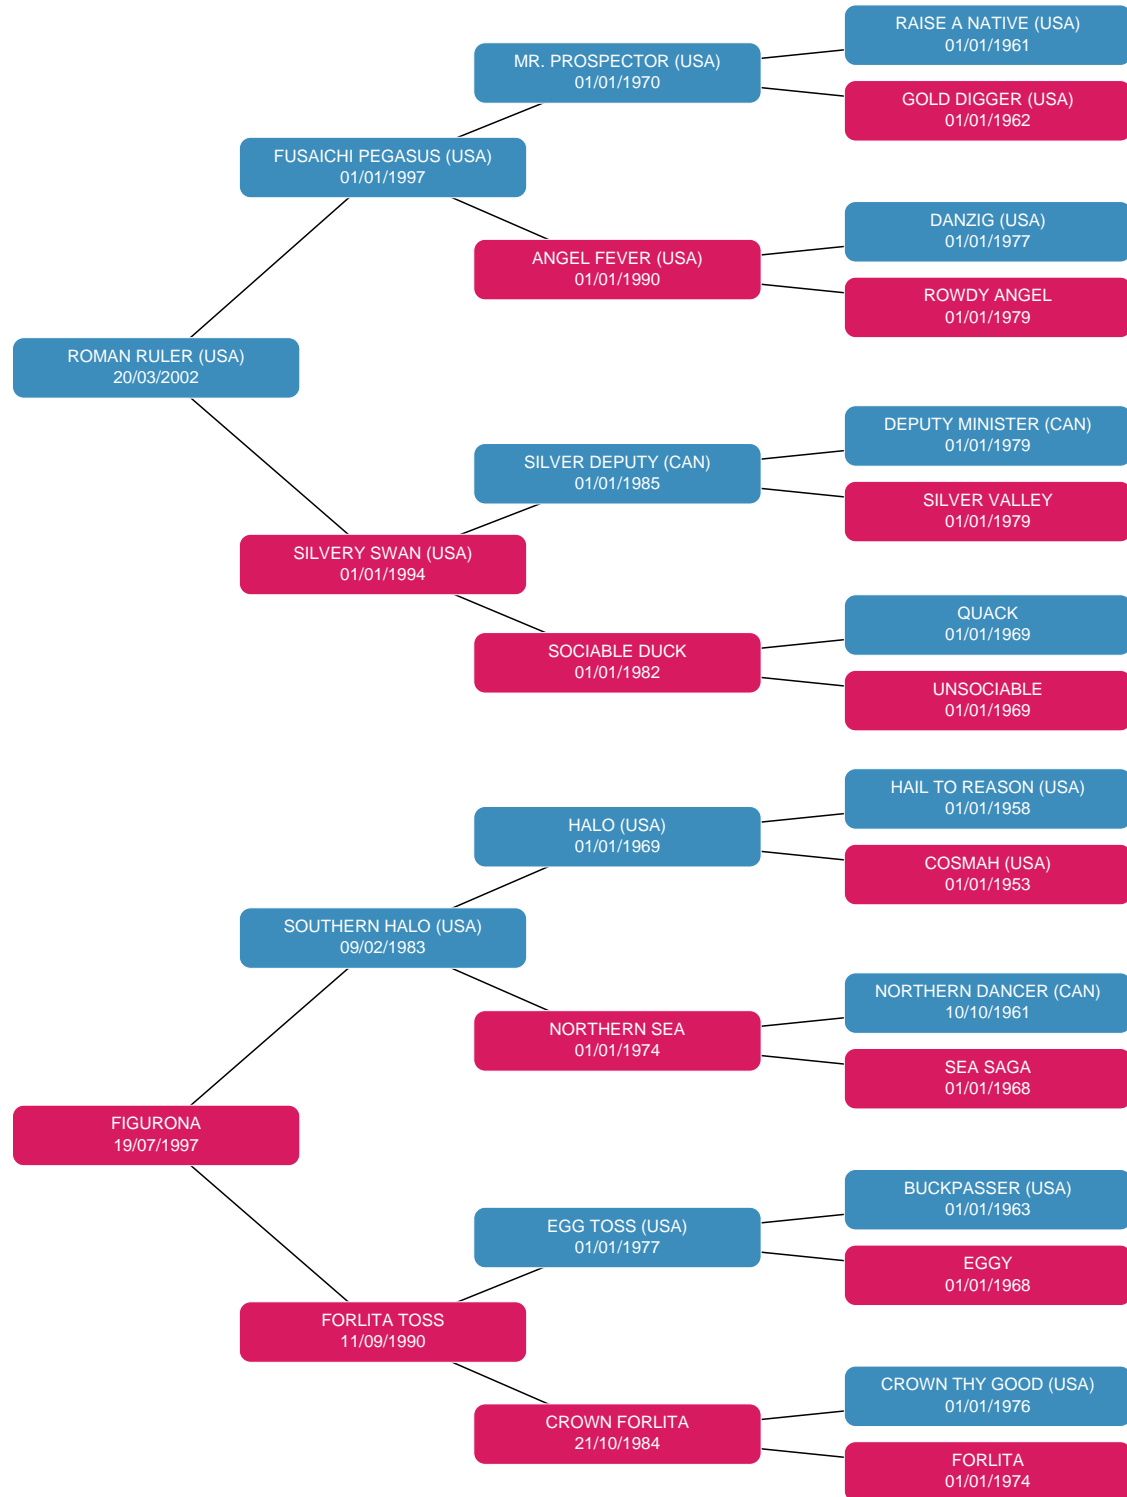 RAISE A NATIVE (USA)
01/01/1961
MR. PROSPECTOR (USA)
01/01/1970
GOLD DIGGER (USA)
01/01/1962
FUSAICHI PEGASUS (USA)
01/01/1997
DANZIG (USA)
01/01/1977
ANGEL FEVER (USA)
01/01/1990
ROWDY ANGEL
01/01/1979
ROMAN RULER (USA)
20/03/2002
DEPUTY MINISTER (CAN)
01/01/1979
SILVER DEPUTY (CAN)
01/01/1985
SILVER VALLEY
01/01/1979
SILVERY SWAN (USA)
01/01/1994
QUACK
01/01/1969
SOCIABLE DUCK
01/01/1982
UNSOCIABLE
01/01/1969
HAIL TO REASON (USA)
01/01/1958
HALO (USA)
01/01/1969
COSMAH (USA)
01/01/1953
SOUTHERN HALO (USA)
09/02/1983
NORTHERN DANCER (CAN)
10/10/1961
NORTHERN SEA
01/01/1974
SEA SAGA
01/01/1968
FIGURONA
19/07/1997
BUCKPASSER (USA)
01/01/1963
EGG TOSS (USA)
01/01/1977
EGGY
01/01/1968
FORLITA TOSS
11/09/1990
CROWN THY GOOD (USA)
01/01/1976
CROWN FORLITA
21/10/1984
FORLITA
01/01/1974